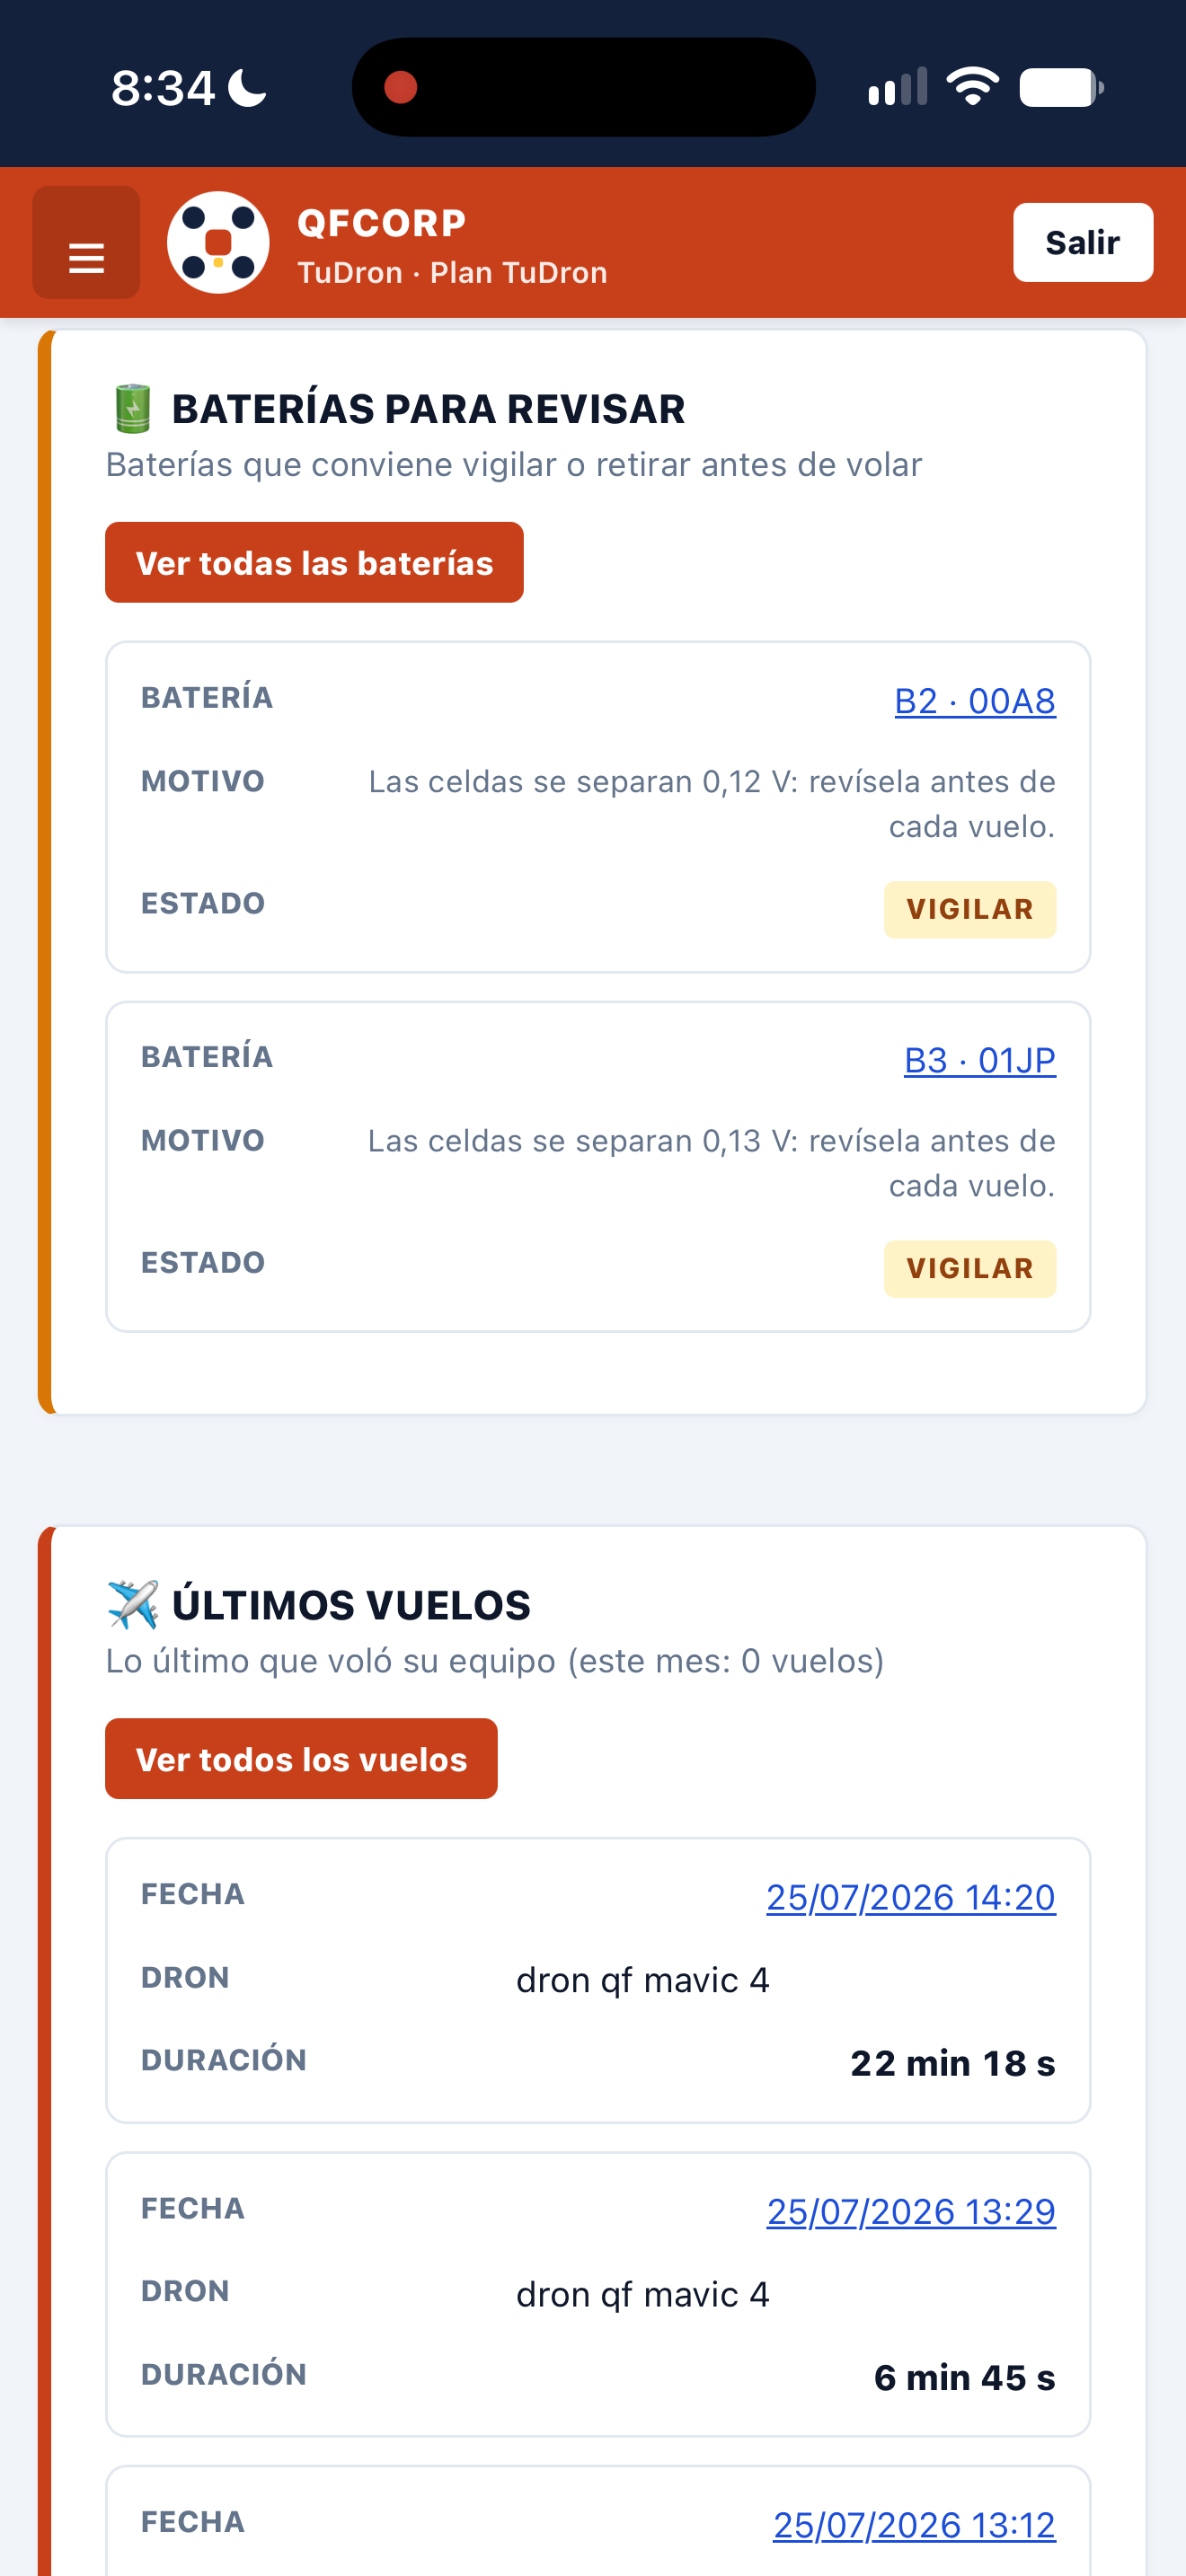 8:34
QFCORP
TuDron · Plan TuDron
Salir
BATERÍAS PARA REVISAR
Baterías que conviene vigilar o retirar antes de volar
Ver todas las baterías
BATERÍA B2 · 00A8
MOTIVO Las celdas se separan 0,12 V: revísela antes de
cada vuelo.
ESTADO VIGILAR
BATERÍA B3 · 01JP
MOTIVO Las celdas se separan 0,13 V: revísela antes de
cada vuelo.
ESTADO VIGILAR
ÚLTIMOS VUELOS
Lo último que voló su equipo (este mes: 0 vuelos)
Ver todos los vuelos
FECHA 25/07/2026 14:20
DRON dron qf mavic 4
DURACIÓN 22 min 18 s
FECHA 25/07/2026 13:29
DRON dron qf mavic 4
DURACIÓN 6 min 45 s
FECHA 25/07/2026 13:12